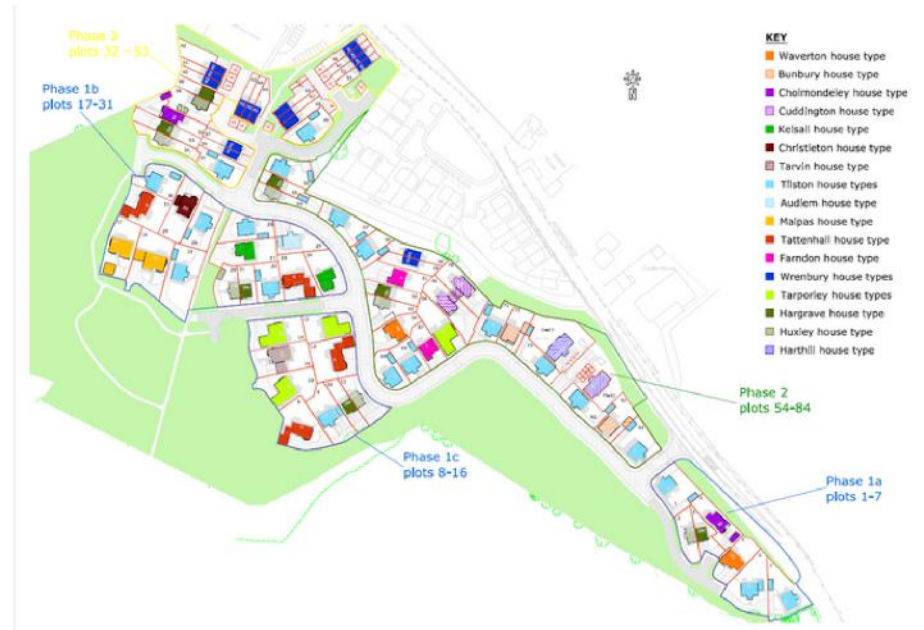 Phase 3
plots 32 - 53
Phase 1b
plots 17-31
KEY
Waverton house type
Bunbury house type
Cholmondeley house type
Cuddington house type
Kelsall house type
Christleton house type
Tarvin house type
Tilston house types
Audlem house type
Malpas house type
Tattenhall house type
Farndon house type
Wrenbury house types
Tarporley house types
Hargrave house type
Huxley house type
Harthill house type
Phase 2
plots 54-84
Phase 1c
plots 8-16
Phase 1a
plots 1-7